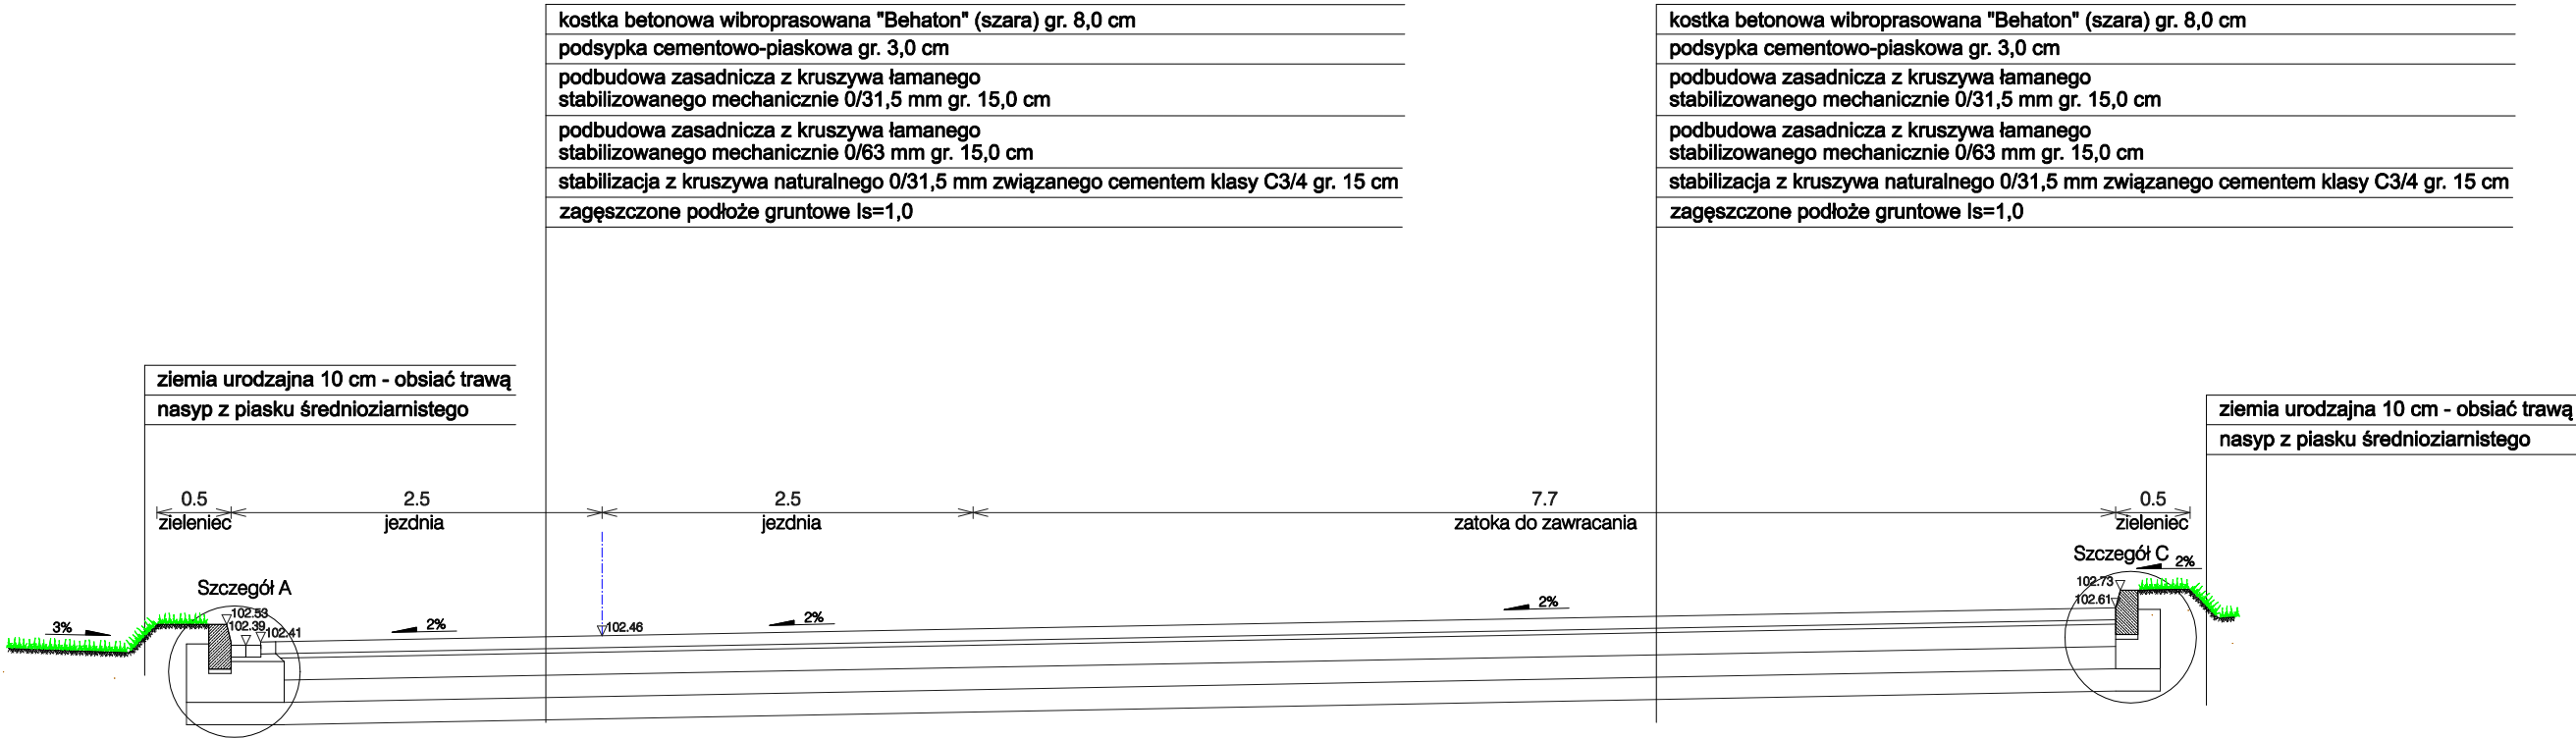 kostka betonowa wibroprasowana "Behaton" (szara) gr. 8,0 cm
podsypka cementowo-piaskowa gr. 3,0 cm
podbudowa zasadnicza z kruszywa łamanego
stabilizowanego mechanicznie 0/31,5 mm gr. 15,0 cm
podbudowa zasadnicza z kruszywa łamanego
stabilizowanego mechanicznie 0/63 mm gr. 15,0 cm
stabilizacja z kruszywa naturalnego 0/31,5 mm związanego cementem klasy C3/4 gr. 15 cm
zagęszczone podłoże gruntowe Is=1,0
kostka betonowa wibroprasowana "Behaton" (szara) gr. 8,0 cm
podsypka cementowo-piaskowa gr. 3,0 cm
podbudowa zasadnicza z kruszywa łamanego
stabilizowanego mechanicznie 0/31,5 mm gr. 15,0 cm
podbudowa zasadnicza z kruszywa łamanego
stabilizowanego mechanicznie 0/63 mm gr. 15,0 cm
stabilizacja z kruszywa naturalnego 0/31,5 mm związanego cementem klasy C3/4 gr. 15 cm
zagęszczone podłoże gruntowe Is=1,0
ziemia urodzajna 10 cm - obsiać trawą
nasyp z piasku średnioziarnistego
ziemia urodzajna 10 cm - obsiać trawą
nasyp z piasku średnioziarnistego
0.5
zieleniec
2.5
jezdnia
2.5
jezdnia
7.7
zatoka do zawracania
0.5
zieleniec
Szczegół A
Szczegół C
2%
102.73
102.61
102.53
102.39
102.41
3%
2%
102.46
2%
2%